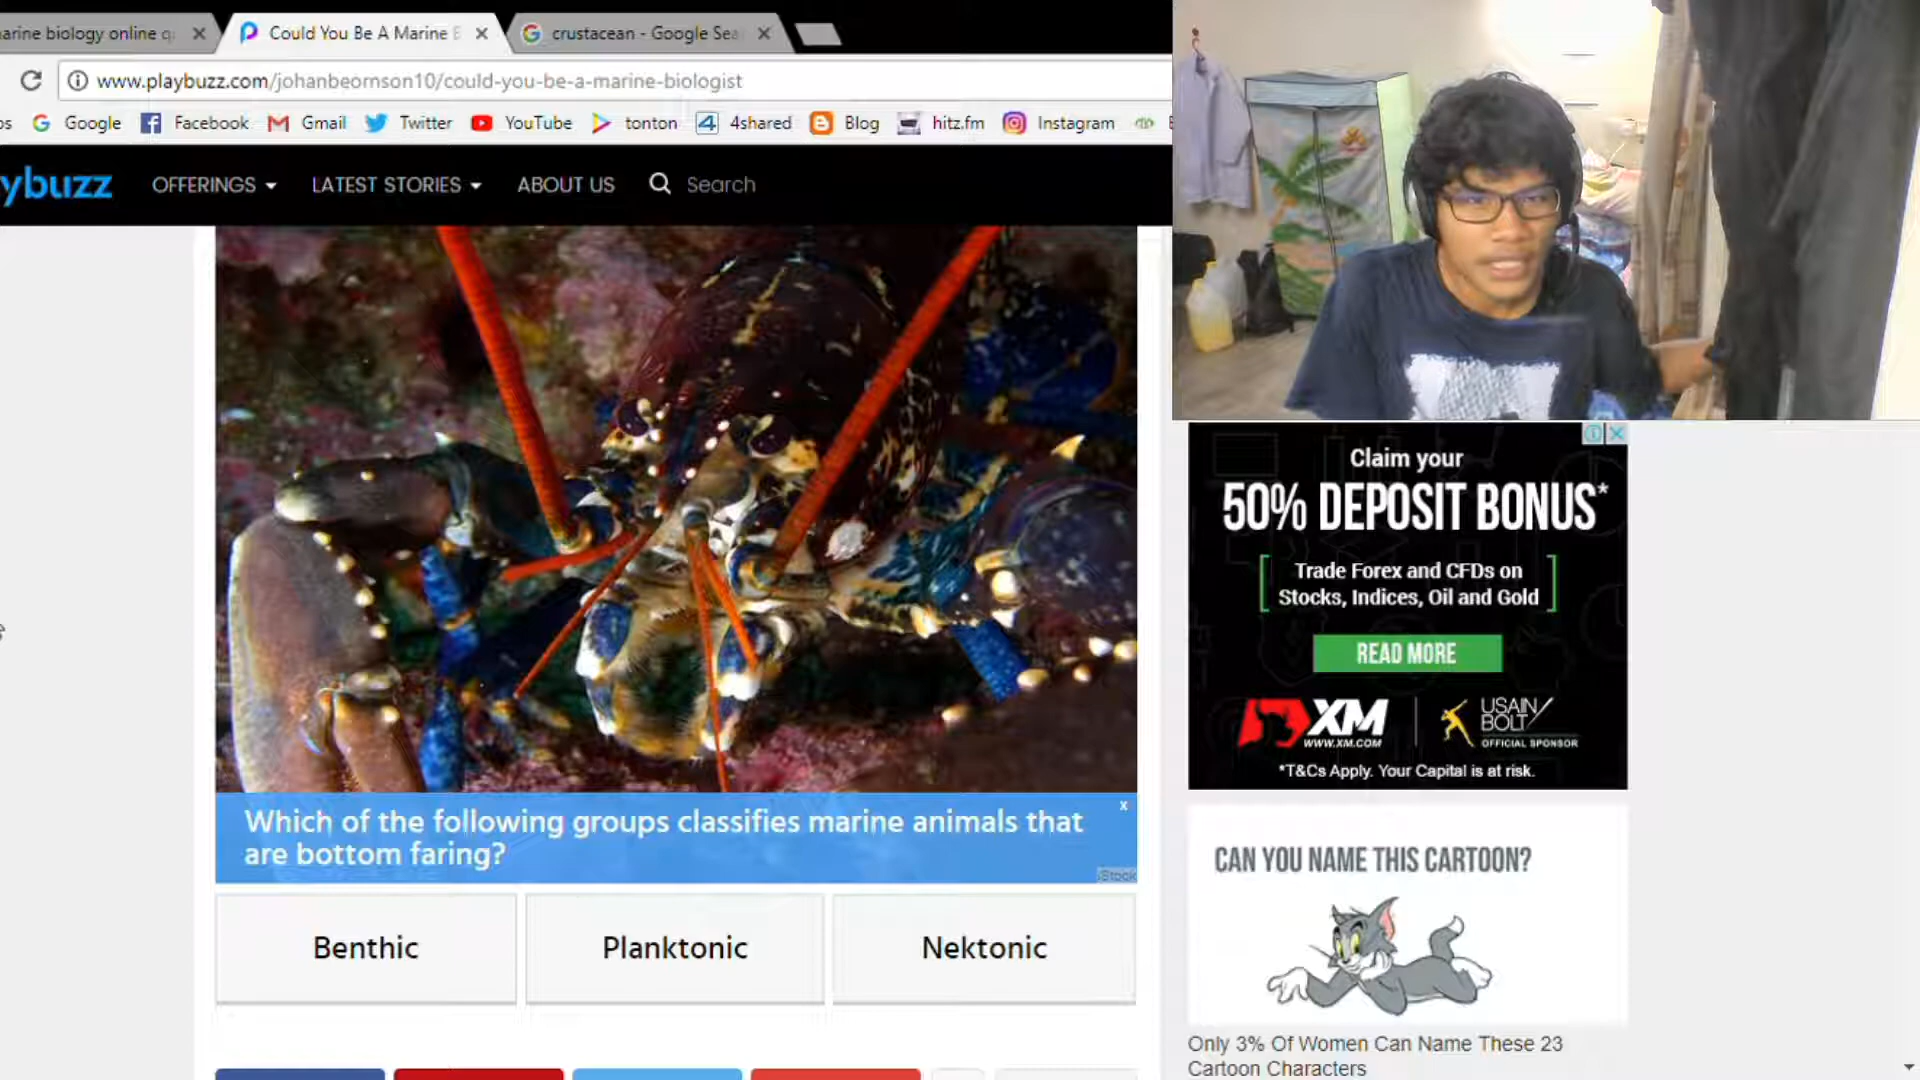 arine biology online q
Could You Be A Marine B
crustacean - Google Sea
www.playbuzz.com/johanbeornson10/could-you-be-a-marine-biologist
os
Google
Facebook
Gmail
Twitter
YouTube
tonton
4shared
Blog
hitz.fm
Instagram
ybuzz
OFFERINGS
LATEST STORIES
ABOUT US
Search
Which of the following groups classifies marine animals that
are bottom faring?
x
iStock
Benthic
Planktonic
Nektonic
Claim your
50% DEPOSIT BONUS*
Trade Forex and CFDs on
Stocks, Indices, Oil and Gold
READ MORE
XM
WWW.XM.COM
USAIN
BOLT
OFFICIAL SPONSOR
*T&Cs Apply. Your Capital is at risk.
CAN YOU NAME THIS CARTOON?
Only 3% Of Women Can Name These 23
Cartoon Characters